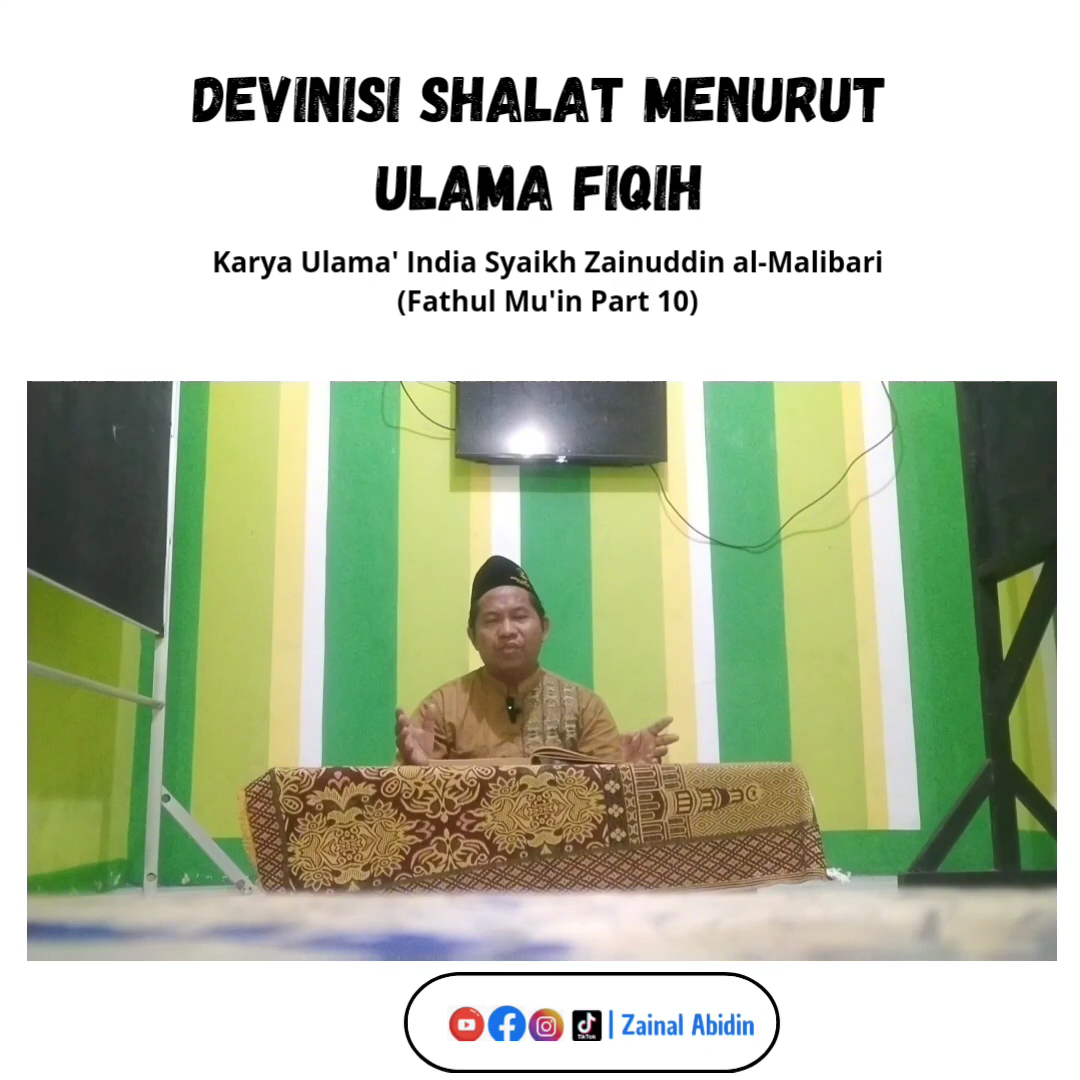 DEVINISI SHALAT MENURUT
ULAMA FIQIH
Karya Ulama' India Syaikh Zainuddin al-Malibari
(Fathul Mu'in Part 10)
TikTok
| Zainal Abidin